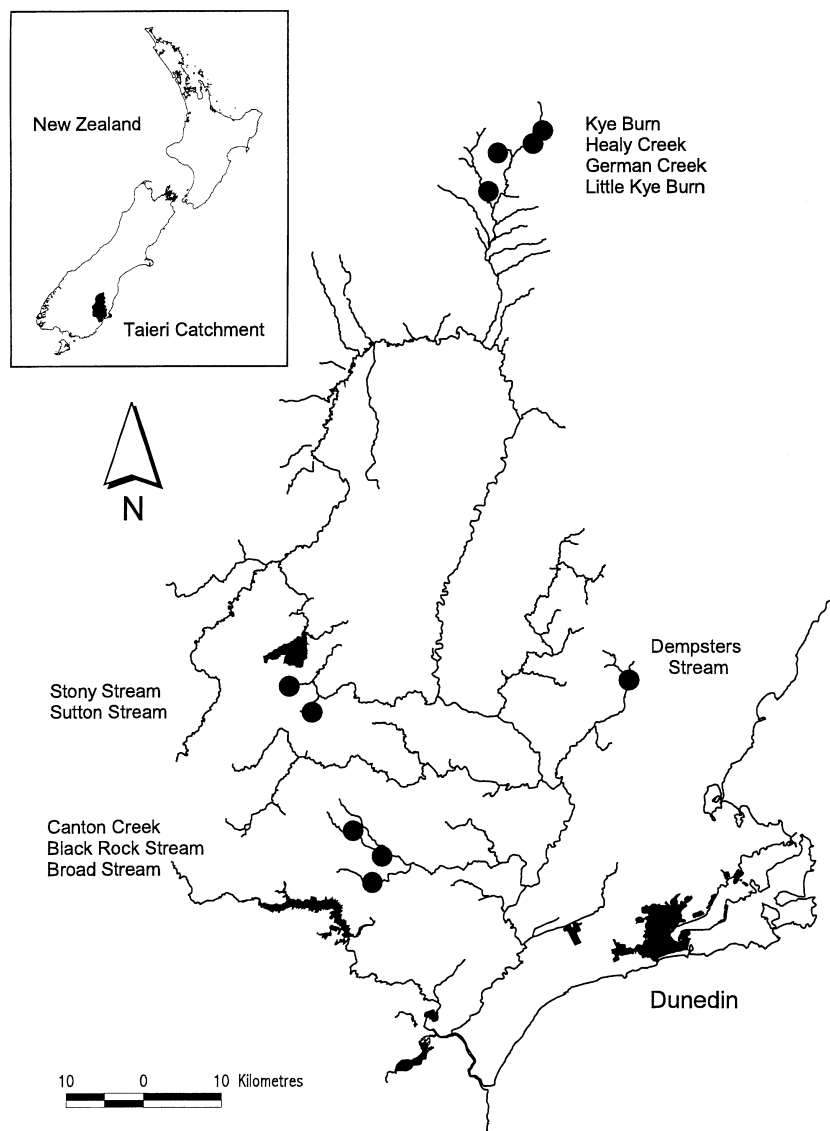 New Zealand
Taieri Catchment
Kye Burn
Healy Creek
German Creek
Little Kye Burn
N
Dempsters
Stream
Stony Stream
Sutton Stream
Canton Creek
Black Rock Stream
Broad Stream
Dunedin
10 0 10 Kilometres